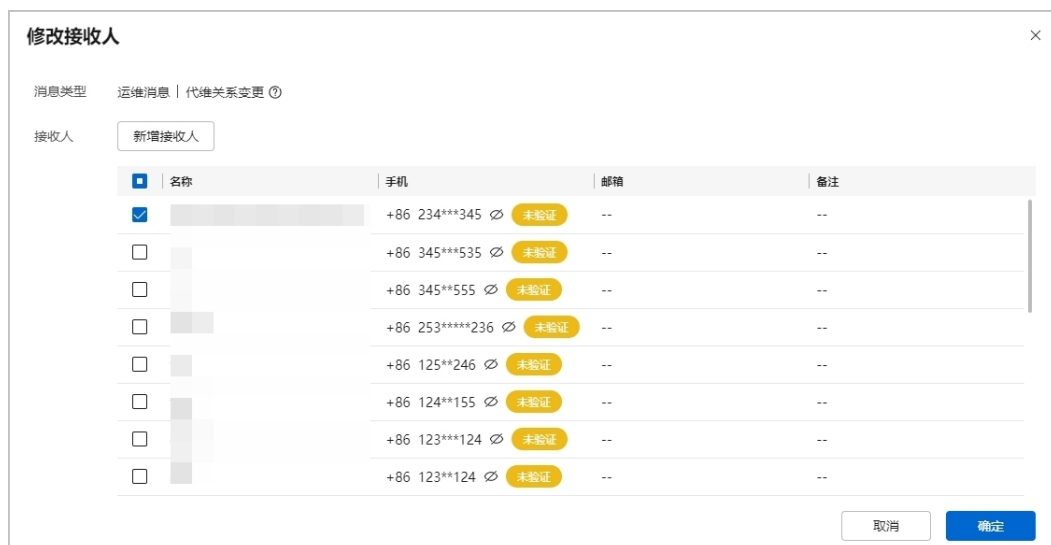 修改接收人
消息类型 运维消息 | 代维关系变更
接收人 新增接收人
名称 手机 邮箱 备注
+86 234***345 未验证 -- --
+86 345***535 未验证 -- --
+86 345**555 未验证 -- --
+86 253*****236 未验证 -- --
+86 125**246 未验证 -- --
+86 124**155 未验证 -- --
+86 123***124 未验证 -- --
+86 123**124 未验证 -- --
取消 确定